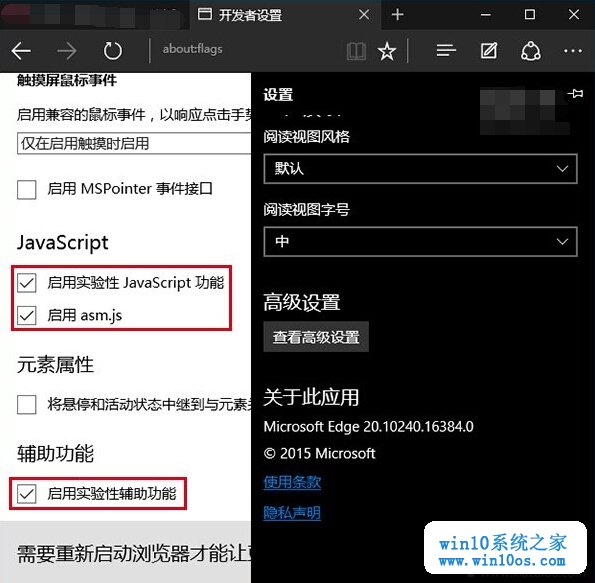 开发者设置
about:flags
触摸屏鼠标事件
启用兼容的鼠标事件，以响应点击手势
仅在启用触摸时启用
启用 MSPointer 事件接口
JavaScript
启用实验性 JavaScript 功能
启用 asm.js
元素属性
将悬停和活动状态中继到与元素
辅助功能
启用实验性辅助功能
需要重新启动浏览器才能让
设置
阅读视图风格
默认
阅读视图字号
中
高级设置
查看高级设置
关于此应用
Microsoft Edge 20.10240.16384.0
© 2015 Microsoft
使用条款
隐私声明
win10系统之家
www.win10os.com